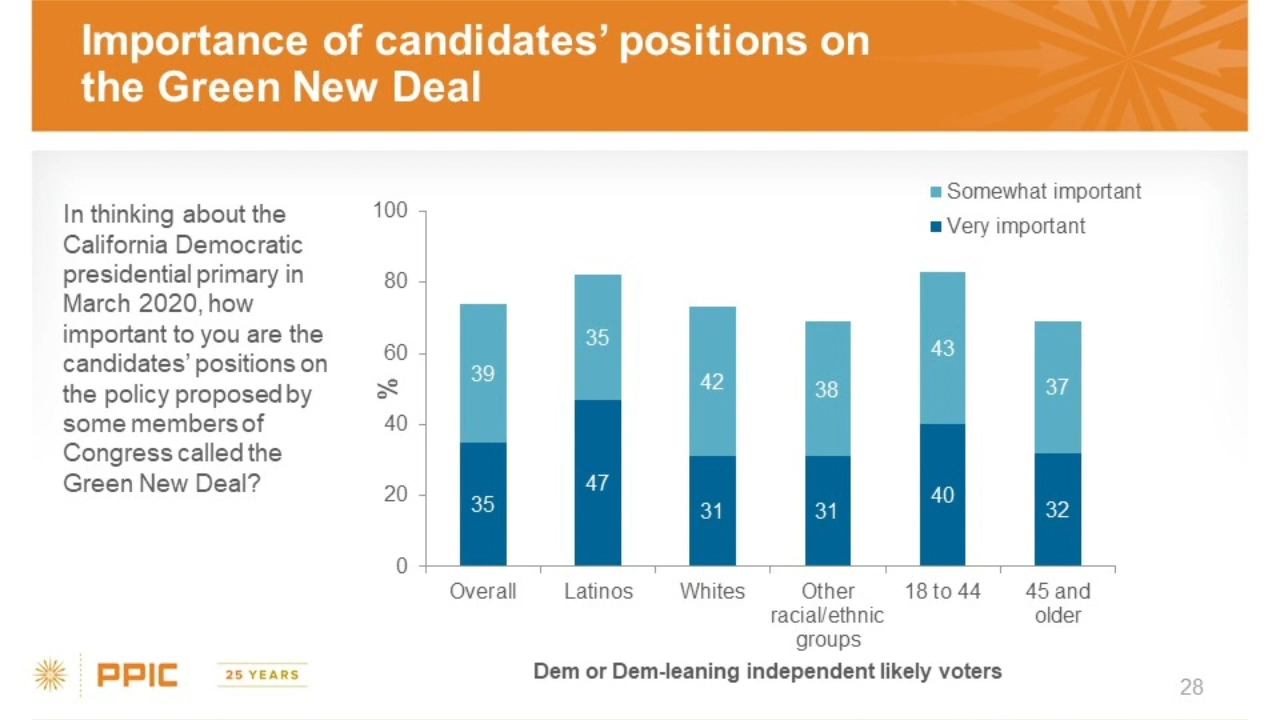 Importance of candidates’ positions on
the Green New Deal
In thinking about the
California Democratic
presidential primary in
March 2020, how
important to you are the
candidates’ positions on
the policy proposed by
some members of
Congress called the
Green New Deal?
Somewhat important
Very important
100
80
60
40
20
0
%
39
35
35
47
42
31
38
31
43
40
37
32
Overall
Latinos
Whites
Other
racial/ethnic
groups
18 to 44
45 and
older
Dem or Dem-leaning independent likely voters
PPIC
25 YEARS
28